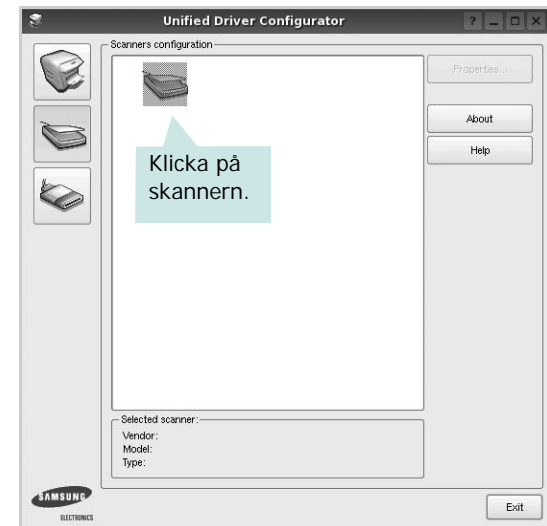 Unified Driver Configurator
Scanners configuration
Properties...
About
Help
Klicka på
skannern.
Selected scanner:
Vendor:
Model:
Type:
SAMSUNG
ELECTRONICS
Exit